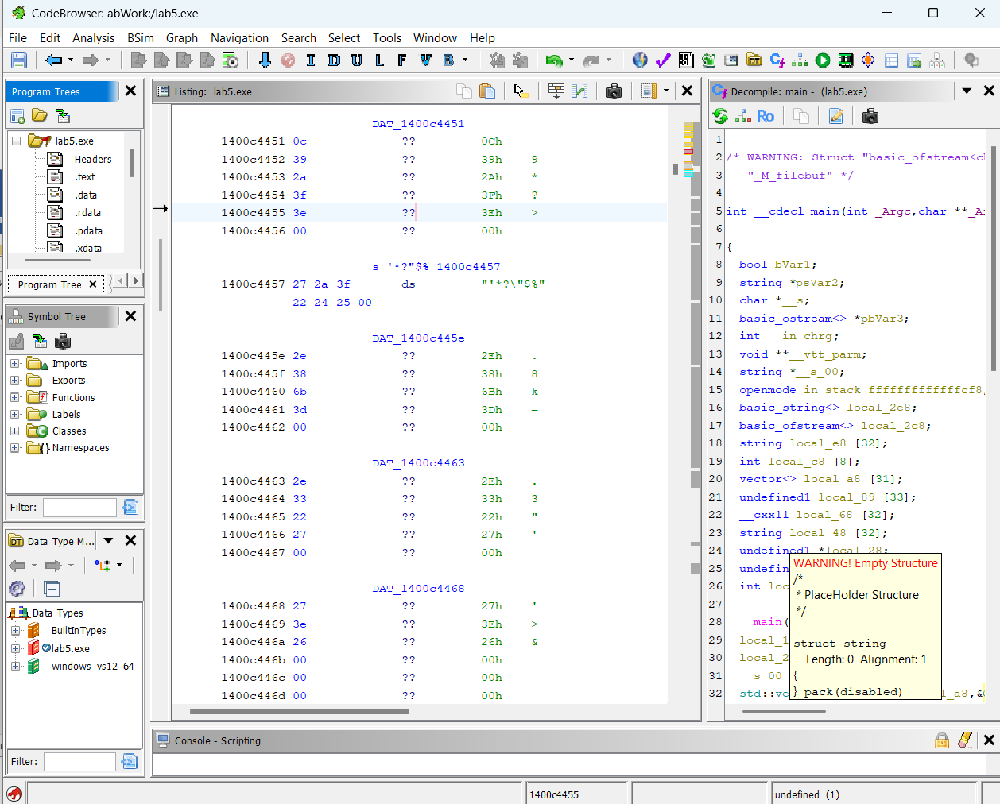 CodeBrowser: abWork:/lab5.exe
File Edit Analysis BSim Graph Navigation Search Select Tools Window Help
I D U L F V B
Program Trees
lab5.exe
Headers
.text
.data
.rdata
.pdata
.xdata
Program Tree
Symbol Tree
Imports
Exports
Functions
Labels
Classes
Namespaces
Filter:
Data Type M...
Data Types
BuiltInTypes
lab5.exe
windows_vs12_64
Filter:
Listing: lab5.exe
DAT_1400c4451
1400c4451 0c ?? 0Ch
1400c4452 39 ?? 39h 9
1400c4453 2a ?? 2Ah *
1400c4454 3f ?? 3Fh ?
1400c4455 3e ?? 3Eh >
1400c4456 00 ?? 00h
s_'*?"$%_1400c4457
1400c4457 27 2a 3f ds "'*?\"$%"
22 24 25 00
DAT_1400c445e
1400c445e 2e ?? 2Eh .
1400c445f 38 ?? 38h 8
1400c4460 6b ?? 6Bh k
1400c4461 3d ?? 3Dh =
1400c4462 00 ?? 00h
DAT_1400c4463
1400c4463 2e ?? 2Eh .
1400c4464 33 ?? 33h 3
1400c4465 22 ?? 22h "
1400c4466 27 ?? 27h '
1400c4467 00 ?? 00h
DAT_1400c4468
1400c4468 27 ?? 27h '
1400c4469 3e ?? 3Eh >
1400c446a 26 ?? 26h &
1400c446b 00 ?? 00h
1400c446c 00 ?? 00h
1400c446d 00 ?? 00h
Decompile: main - (lab5.exe)
Ro
1
2 /* WARNING: Struct "basic_ofstream<ch
3 "_M_filebuf" */
4
5 int __cdecl main(int _Argc,char **_Ar
6
7 {
8 bool bVar1;
9 string *psVar2;
10 char *__s;
11 basic_ostream<> *pbVar3;
12 int __in_chrg;
13 void **__vtt_parm;
14 string *__s_00;
15 openmode in_stack_fffffffffffffcf8,
16 basic_string<> local_2e8;
17 basic_ofstream<> local_2c8;
18 string local_e8 [32];
19 int local_c8 [8];
20 vector<> local_a8 [31];
21 undefined1 local_89 [33];
22 __cxx11 local_68 [32];
23 string local_48 [32];
24 undefined1 *local_28;
25 undefin
26 int loc
27
28 __main(
29 local_1
30 local_2
31 __s_00
32 std::ve l_a8,&
WARNING! Empty Structure
/*
* PlaceHolder Structure
*/
struct string
Length: 0 Alignment: 1
{
} pack(disabled)
Console - Scripting
1400c4455
undefined (1)